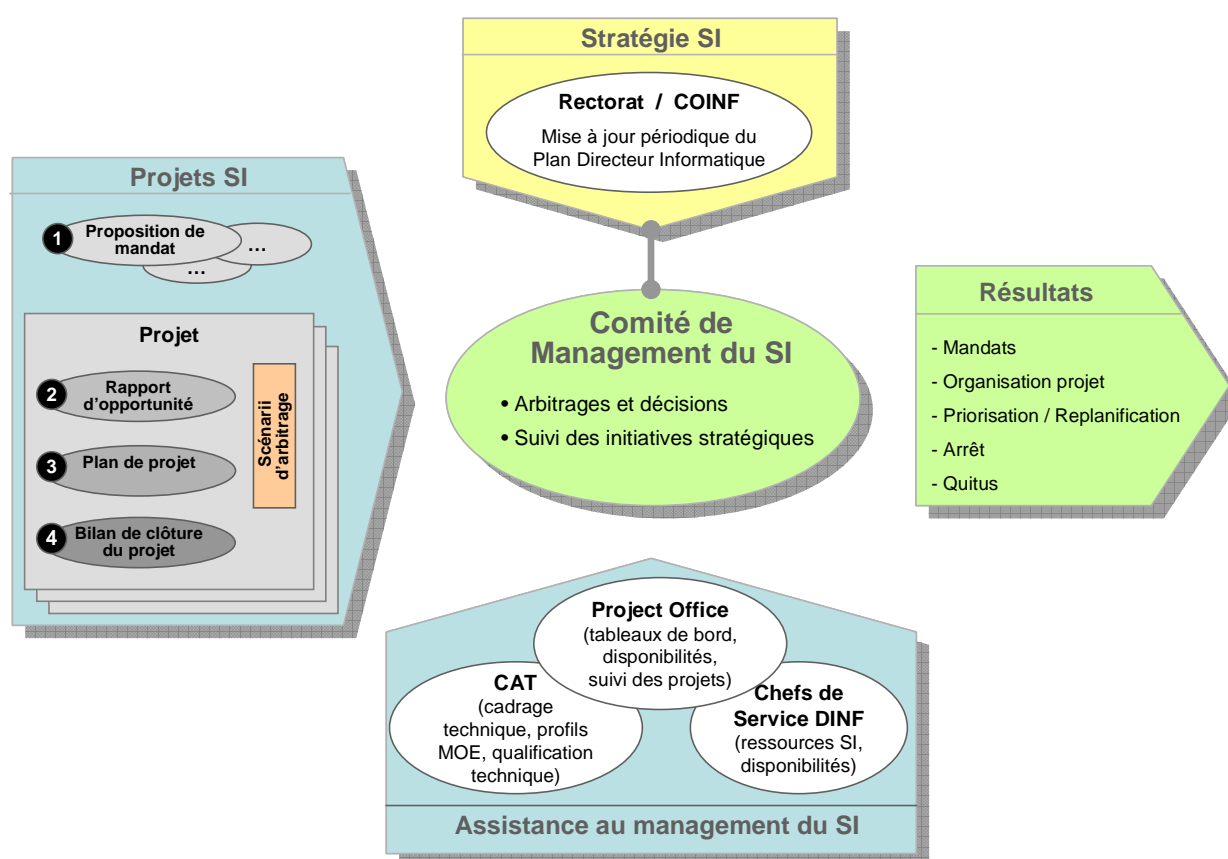 Stratégie SI
Rectorat / COINF
Mise à jour périodique du
Plan Directeur Informatique
Projets SI
1
Proposition de
mandat
...
...
Projet
2
Rapport
d'opportunité
3
Plan de projet
4
Bilan de clôture
du projet
Scénarii
d'arbitrage
Comité de
Management du SI
• Arbitrages et décisions
• Suivi des initiatives stratégiques
Résultats
- Mandats
- Organisation projet
- Priorisation / Replanification
- Arrêt
- Quitus
Project Office
(tableaux de bord,
disponibilités,
suivi des projets)
CAT
(cadrage
technique, profils
MOE, qualification
technique)
Chefs de
Service DINF
(ressources SI,
disponibilités)
Assistance au management du SI